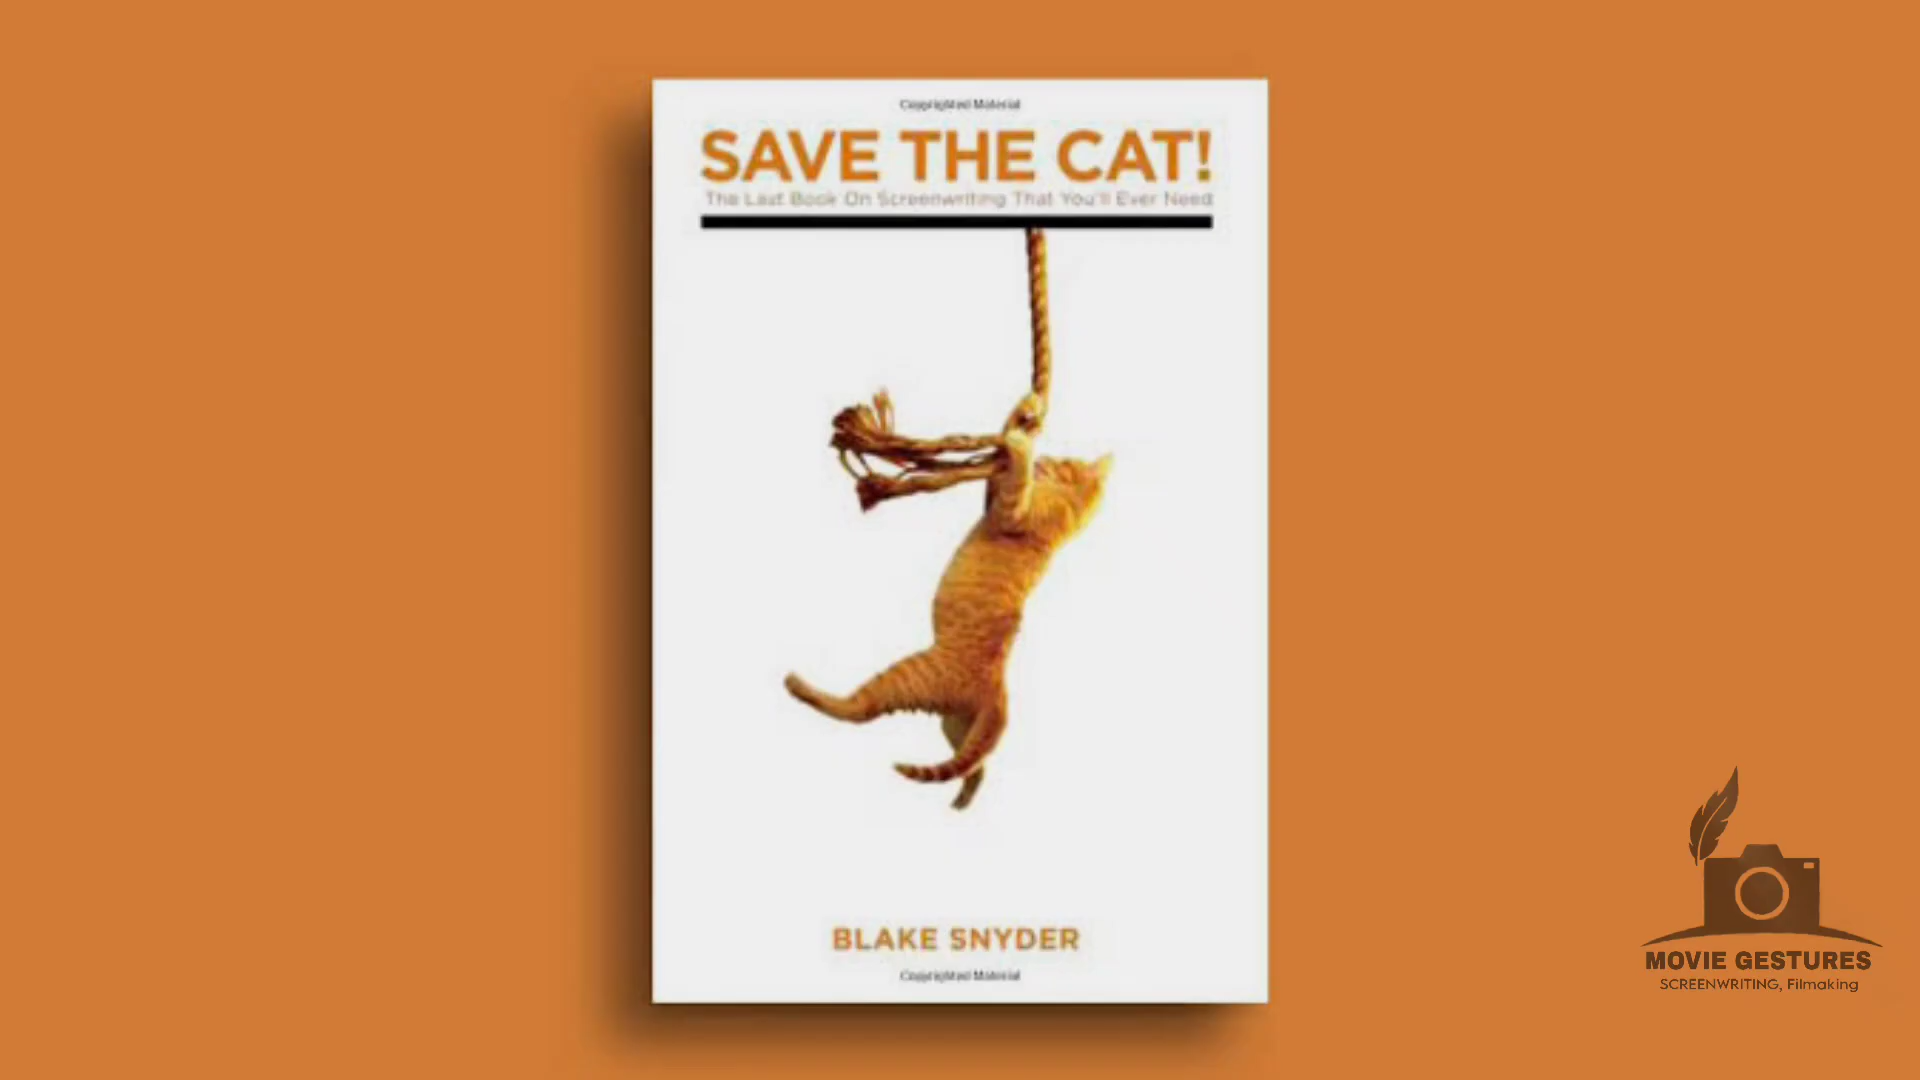 Copyrighted Material
SAVE THE CAT!
The Last Book On Screenwriting That You'll Ever Need
BLAKE SNYDER
Copyrighted Material
MOVIE GESTURES
SCREENWRITING, Filmaking